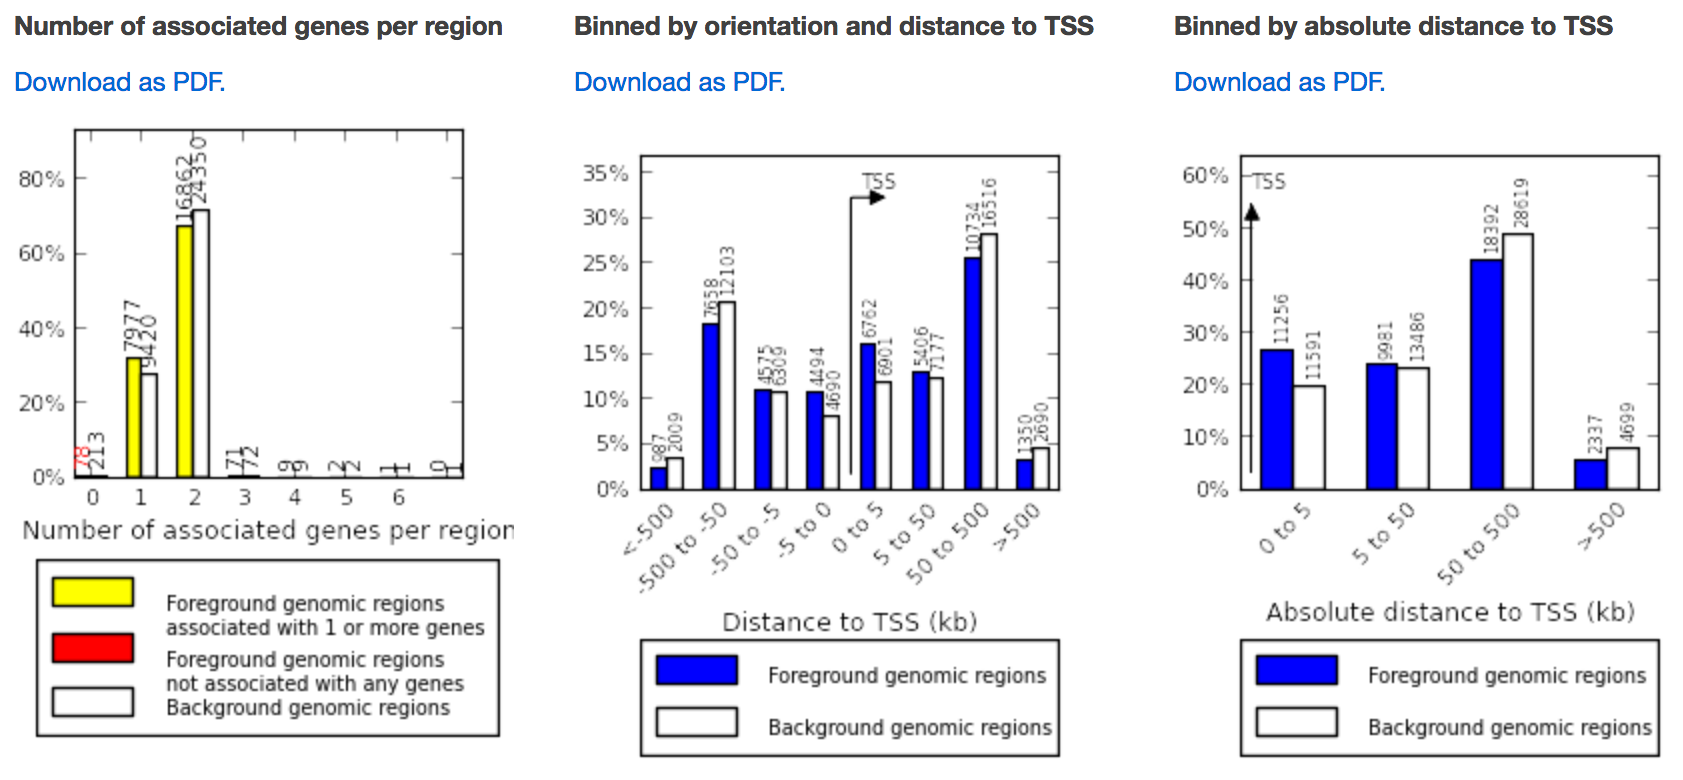 Number of associated genes per region
Download as PDF.
80%
60%
40%
20%
0%
78
213
7977
9420
16862
24350
71
72
9
9
2
2
1
1
0
1
0 1 2 3 4 5 6
Number of associated genes per region
Foreground genomic regions
associated with 1 or more genes
Foreground genomic regions
not associated with any genes
Background genomic regions
Binned by orientation and distance to TSS
Download as PDF.
35%
30%
25%
20%
15%
10%
5%
0%
TSS
987
2009
7658
12103
4575
6309
4494
4690
6762
6901
5406
7177
10734
16516
1350
2690
<-500
-500 to -50
-50 to -5
-5 to 0
0 to 5
5 to 50
50 to 500
>500
Distance to TSS (kb)
Foreground genomic regions
Background genomic regions
Binned by absolute distance to TSS
Download as PDF.
60%
50%
40%
30%
20%
10%
0%
TSS
11256
11591
9981
13486
18392
28619
2337
4699
0 to 5
5 to 50
50 to 500
>500
Absolute distance to TSS (kb)
Foreground genomic regions
Background genomic regions